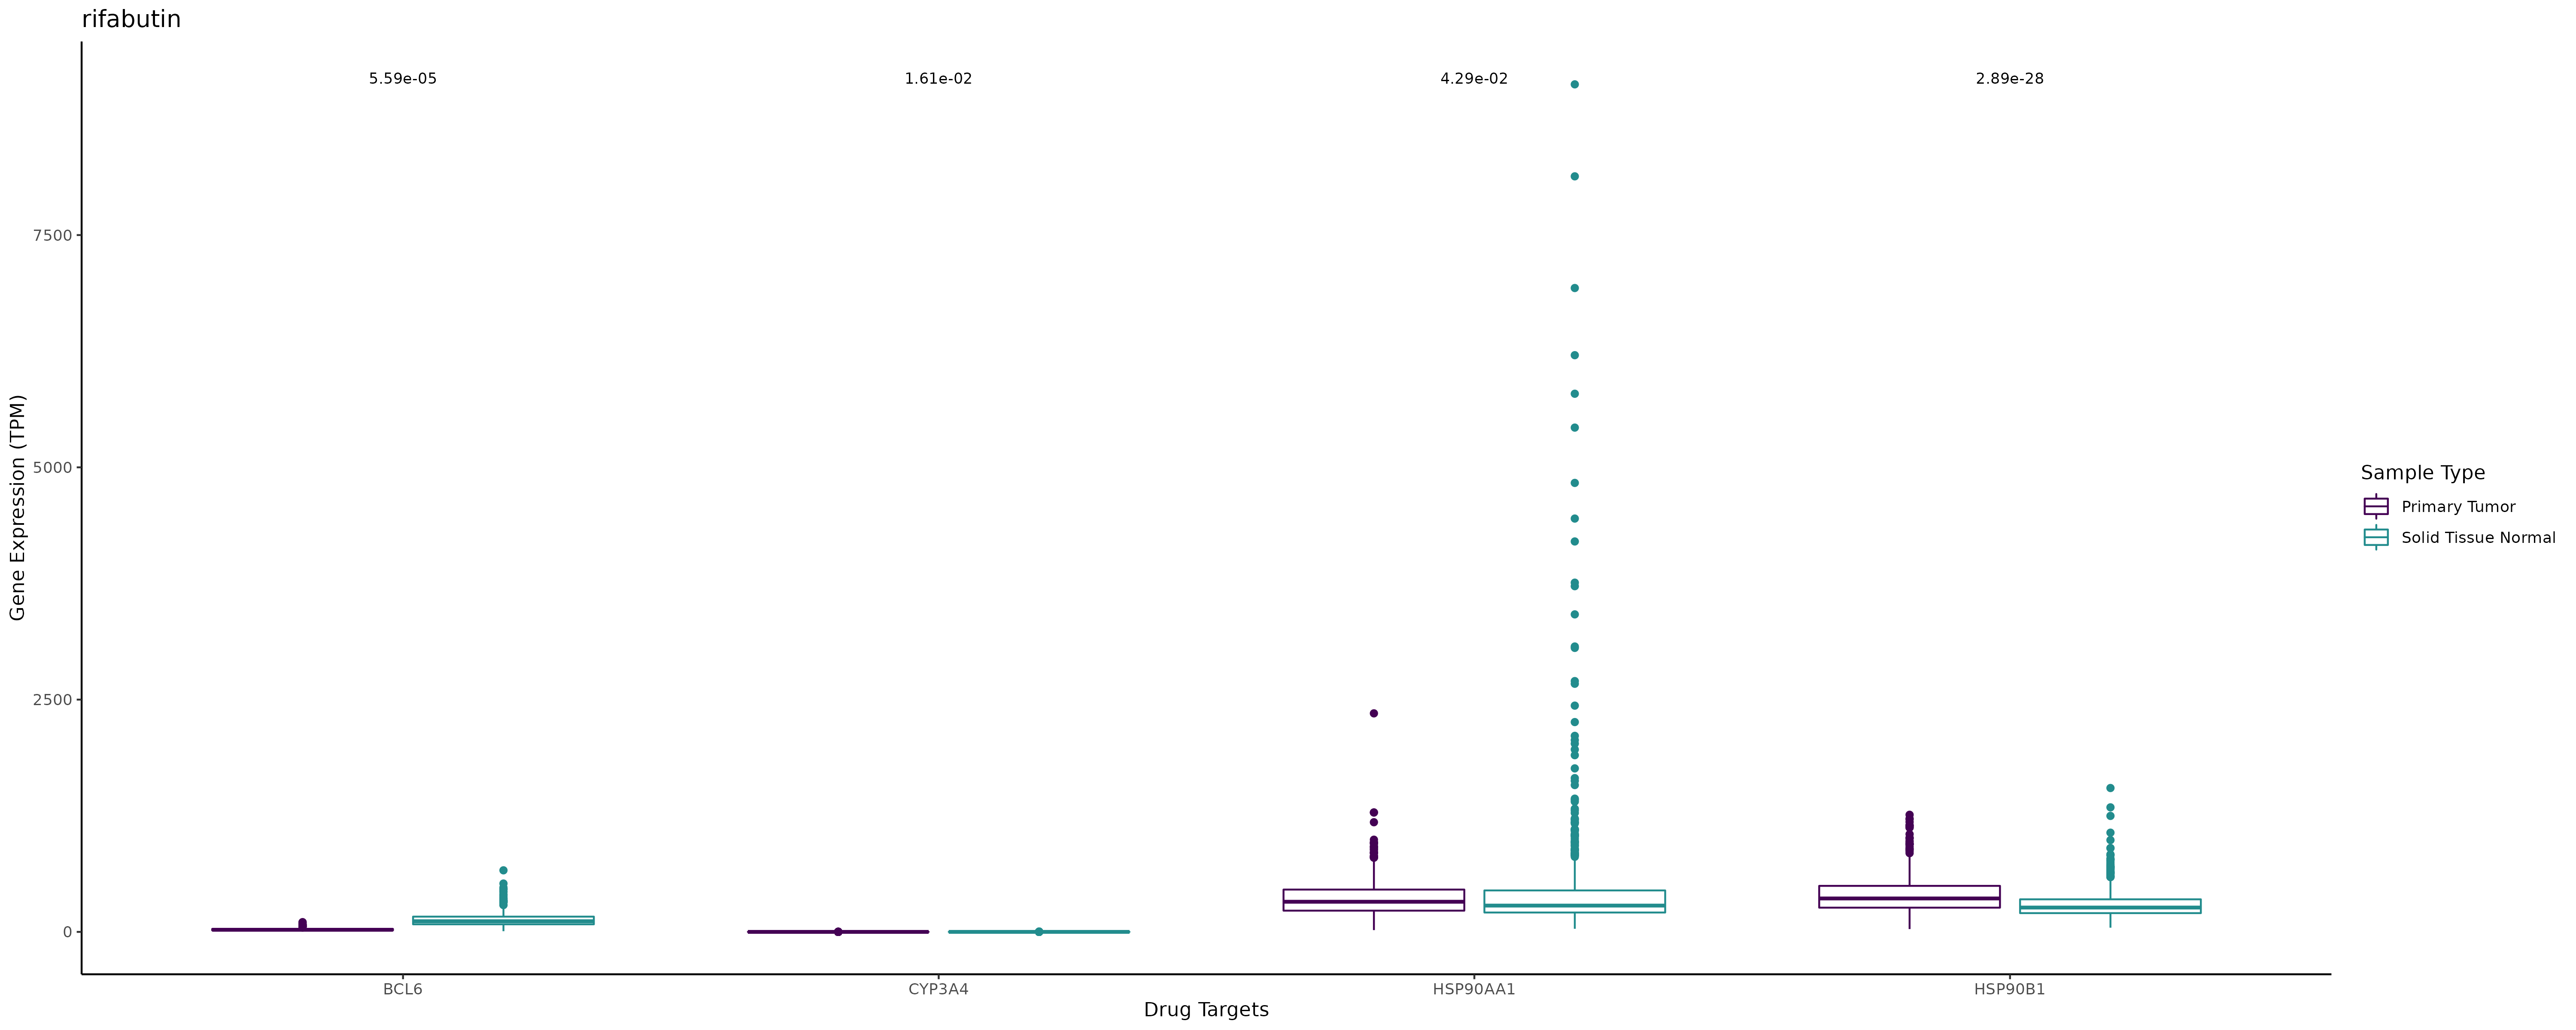 rifabutin
5.59e-05 1.61e-02 4.29e-02 2.89e-28
Gene Expression (TPM)
7500
5000
2500
0
BCL6 CYP3A4 HSP90AA1 HSP90B1
Drug Targets
Sample Type
Primary Tumor
Solid Tissue Normal